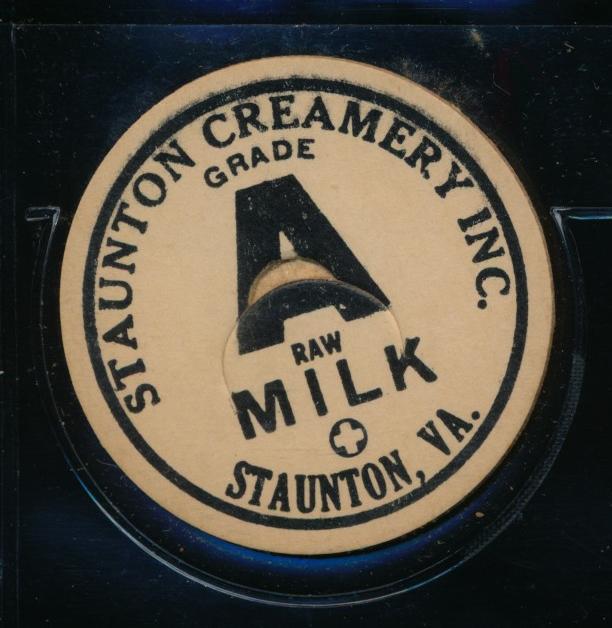 STAUNTON CREAMERY INC.
GRADE
A
RAW
MILK
STAUNTON, VA.